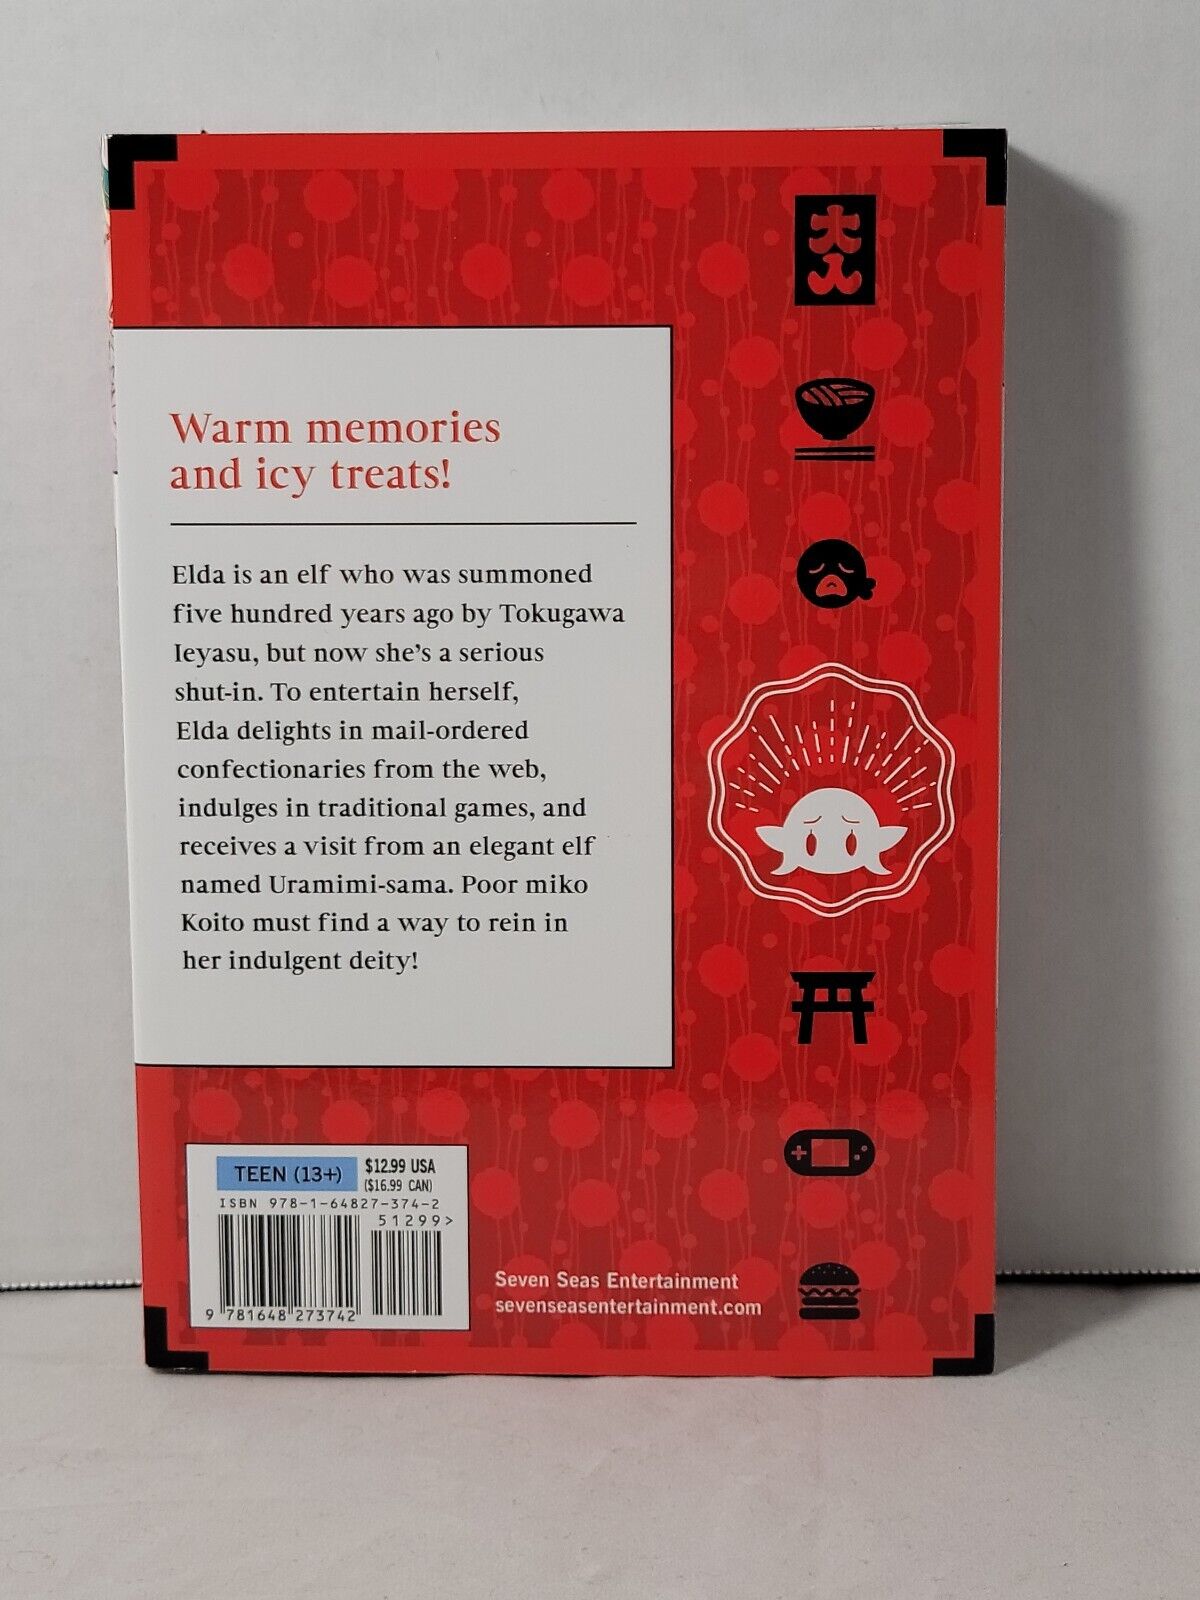 大入
Warm memories
and icy treats!
Elda is an elf who was summoned
five hundred years ago by Tokugawa
Ieyasu, but now she's a serious
shut-in. To entertain herself,
Elda delights in mail-ordered
confectionaries from the web,
indulges in traditional games, and
receives a visit from an elegant elf
named Uramimi-sama. Poor miko
Koito must find a way to rein in
her indulgent deity!
TEEN (13+)
$12.99 USA
($16.99 CAN)
ISBN 978-1-64827-374-2
51299>
9 781648 273742
Seven Seas Entertainment
sevenseasentertainment.com